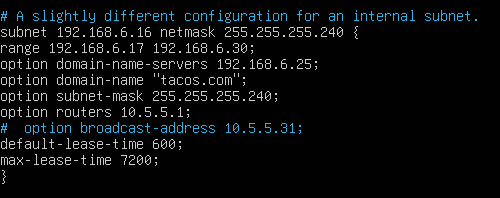 # A slightly different configuration for an internal subnet.
subnet 192.168.6.16 netmask 255.255.255.240 {
range 192.168.6.17 192.168.6.30;
option domain-name-servers 192.168.6.25;
option domain-name "tacos.com";
option subnet-mask 255.255.255.240;
option routers 10.5.5.1;
#  option broadcast-address 10.5.5.31;
default-lease-time 600;
max-lease-time 7200;
}